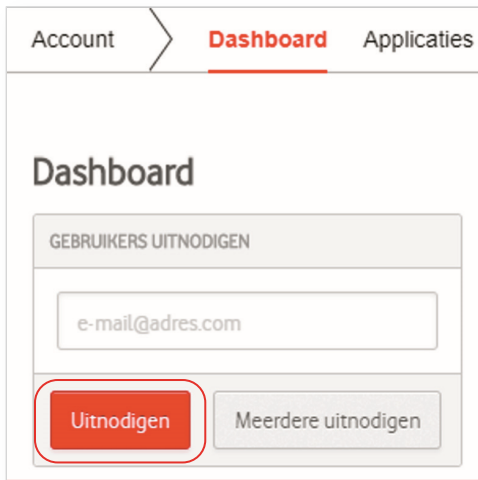 Account Dashboard Applicaties
Dashboard
GEBRUIKERS UITNODIGEN
e-mail@adres.com
Uitnodigen Meerdere uitnodigen